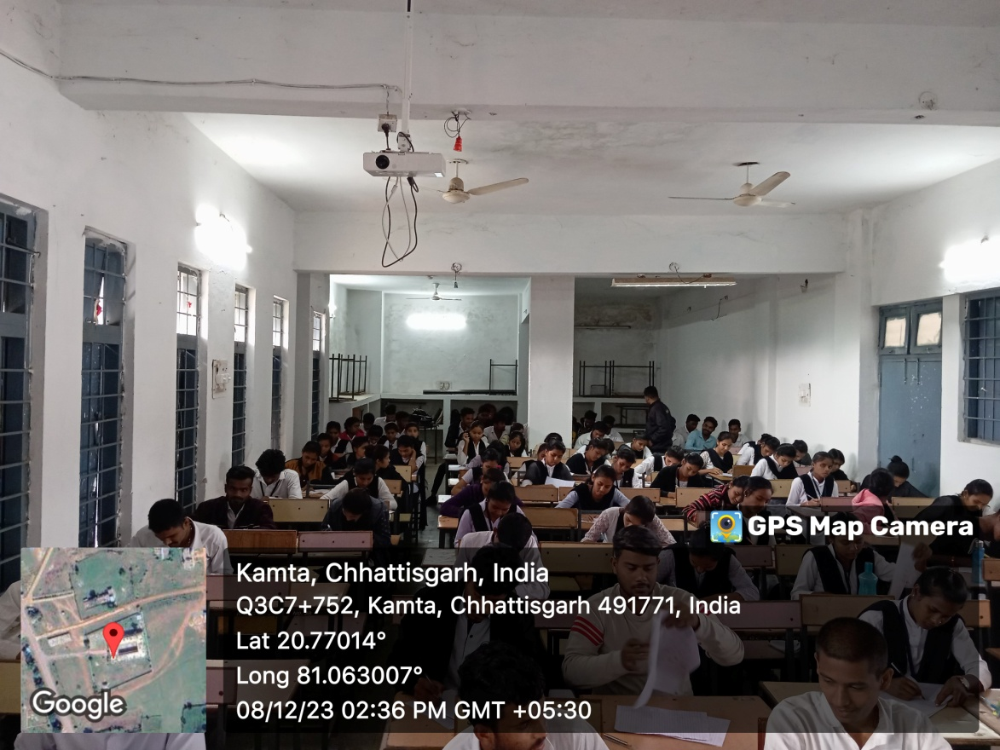 GPS Map Camera
Kamta, Chhattisgarh, India
Q3C7+752, Kamta, Chhattisgarh 491771, India
Lat 20.77014°
Long 81.063007°
08/12/23 02:36 PM GMT +05:30
Google